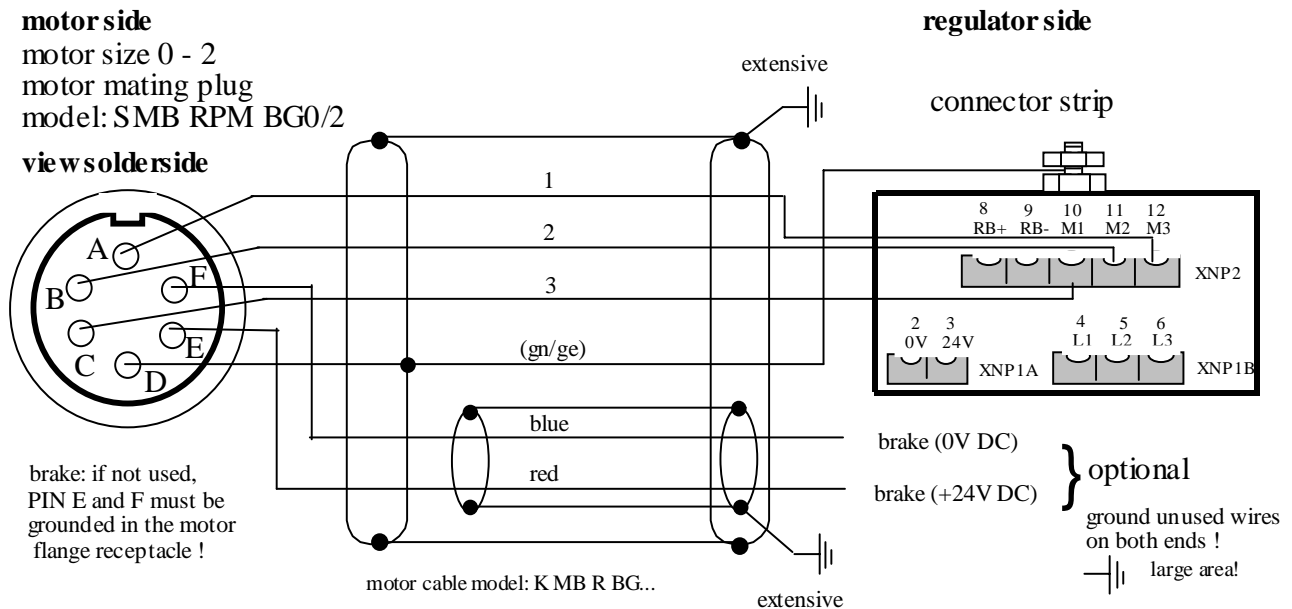 motor side
motor size 0 - 2
motor mating plug
model: SMB RPM BG0/2
view solderside
regulator side
connector strip
extensive
A
B
C
D
E
F
1
2
3
(gn/ge)
blue
red
8 9 10 11 12
RB+ RB- M1 M2 M3
XNP2
2 3
0V 24V
XNP1A
4 5 6
L1 L2 L3
XNP1B
brake (0V DC)
brake (+24V DC)
} optional
brake: if not used,
PIN E and F must be
grounded in the motor
flange receptacle !
ground unused wires
on both ends !
large area!
motor cable model: K MB R BG...
extensive